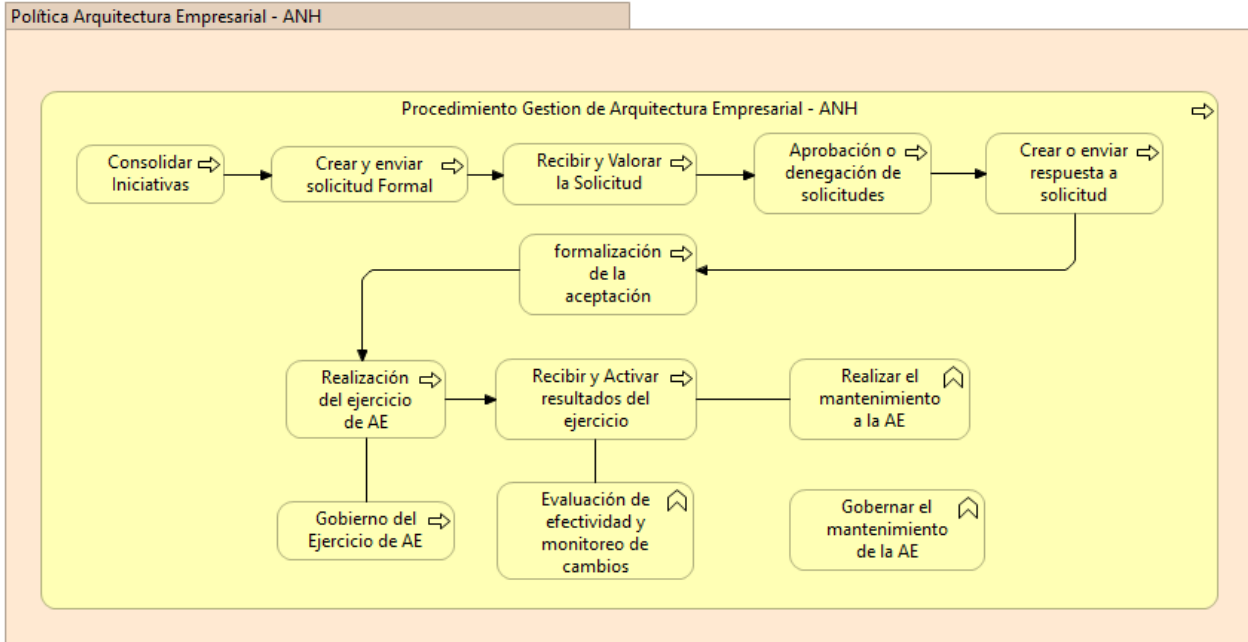 Política Arquitectura Empresarial - ANH
Procedimiento Gestion de Arquitectura Empresarial - ANH
Consolidar
Iniciativas
Crear y enviar
solicitud Formal
Recibir y Valorar
la Solicitud
Aprobación o
denegación de
solicitudes
Crear o enviar
respuesta a
solicitud
formalización
de la
aceptación
Realización
del ejercicio
de AE
Recibir y Activar
resultados del
ejercicio
Realizar el
mantenimiento
a la AE
Gobierno del
Ejercicio de AE
Evaluación de
efectividad y
monitoreo de
cambios
Gobernar el
mantenimiento
de la AE